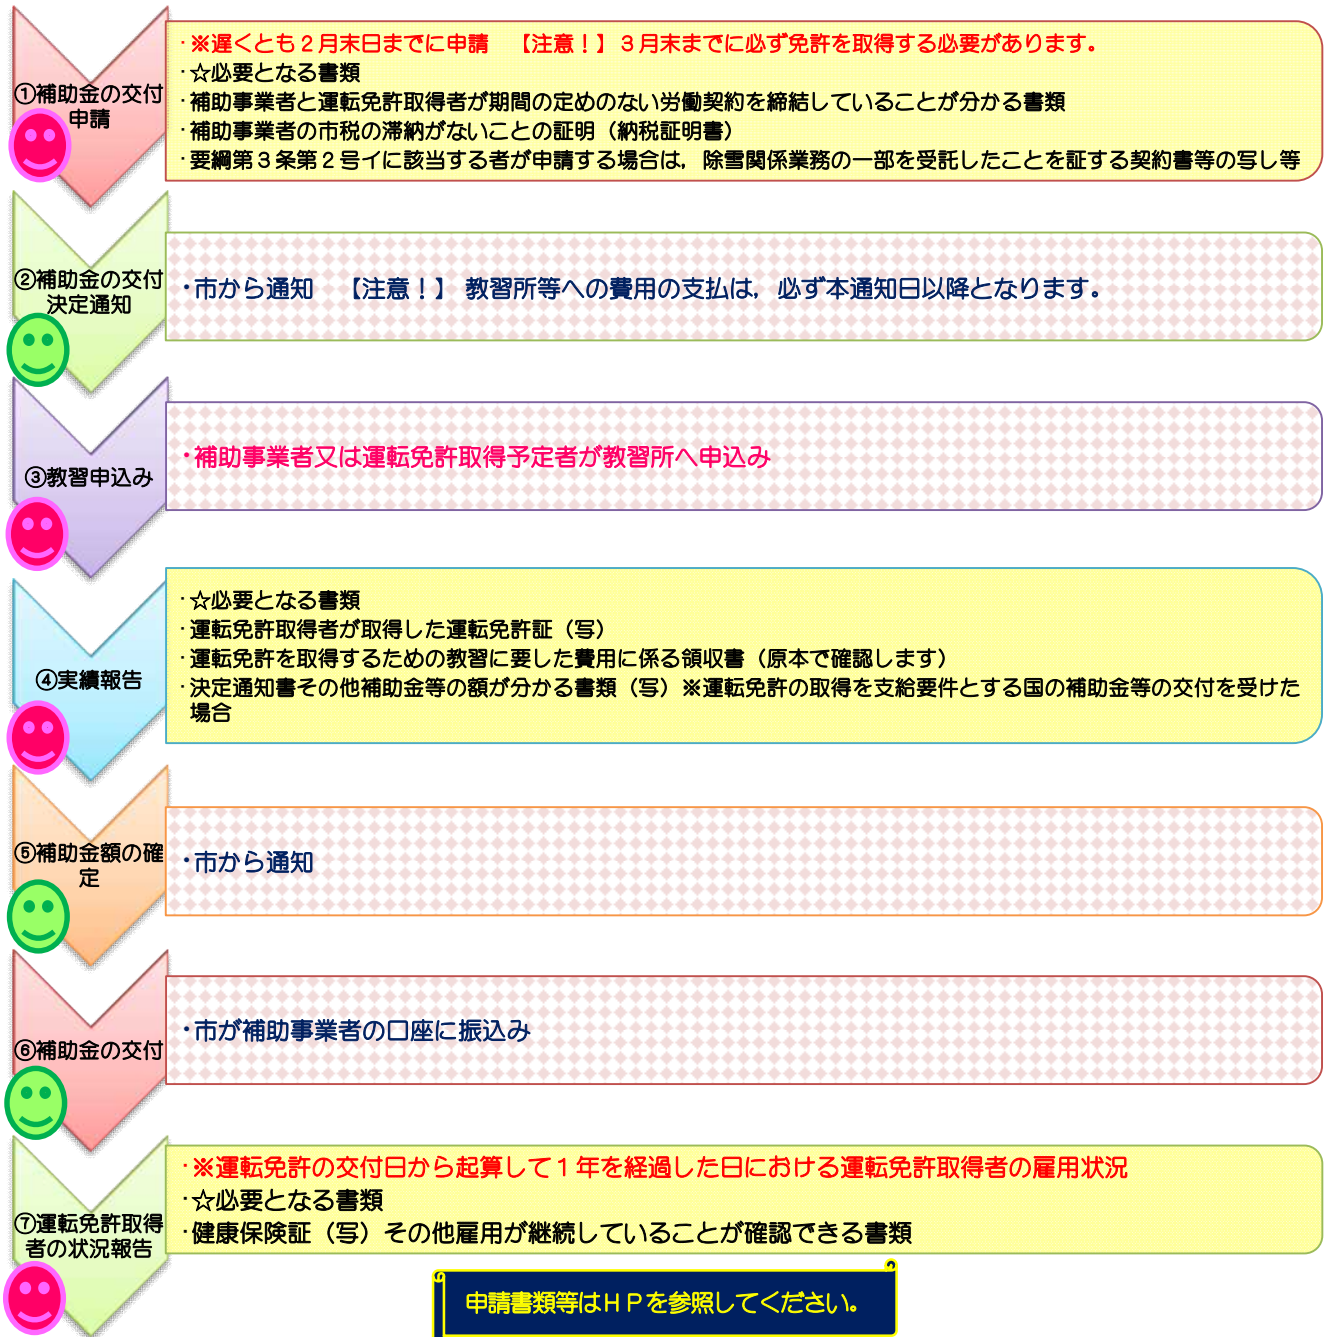 ①補助金の交付
申請
・※遅くとも２月末日までに申請　【注意！】３月末までに必ず免許を取得する必要があります。
・☆必要となる書類
・補助事業者と運転免許取得者が期間の定めのない労働契約を締結していることが分かる書類
・補助事業者の市税の滞納がないことの証明（納税証明書）
・要綱第３条第２号イに該当する者が申請する場合は，除雪関係業務の一部を受託したことを証する契約書等の写し等
②補助金の交付
決定通知
・市から通知　【注意！】 教習所等への費用の支払は，必ず本通知日以降となります。
③教習申込み
・補助事業者又は運転免許取得予定者が教習所へ申込み
④実績報告
・☆必要となる書類
・運転免許取得者が取得した運転免許証（写）
・運転免許を取得するための教習に要した費用に係る領収書（原本で確認します）
・決定通知書その他補助金等の額が分かる書類（写）※運転免許の取得を支給要件とする国の補助金等の交付を受けた
場合
⑤補助金額の確
定
・市から通知
⑥補助金の交付
・市が補助事業者の口座に振込み
⑦運転免許取得
者の状況報告
・※運転免許の交付日から起算して１年を経過した日における運転免許取得者の雇用状況
・☆必要となる書類
・健康保険証（写）その他雇用が継続していることが確認できる書類
申請書類等はＨＰを参照してください。